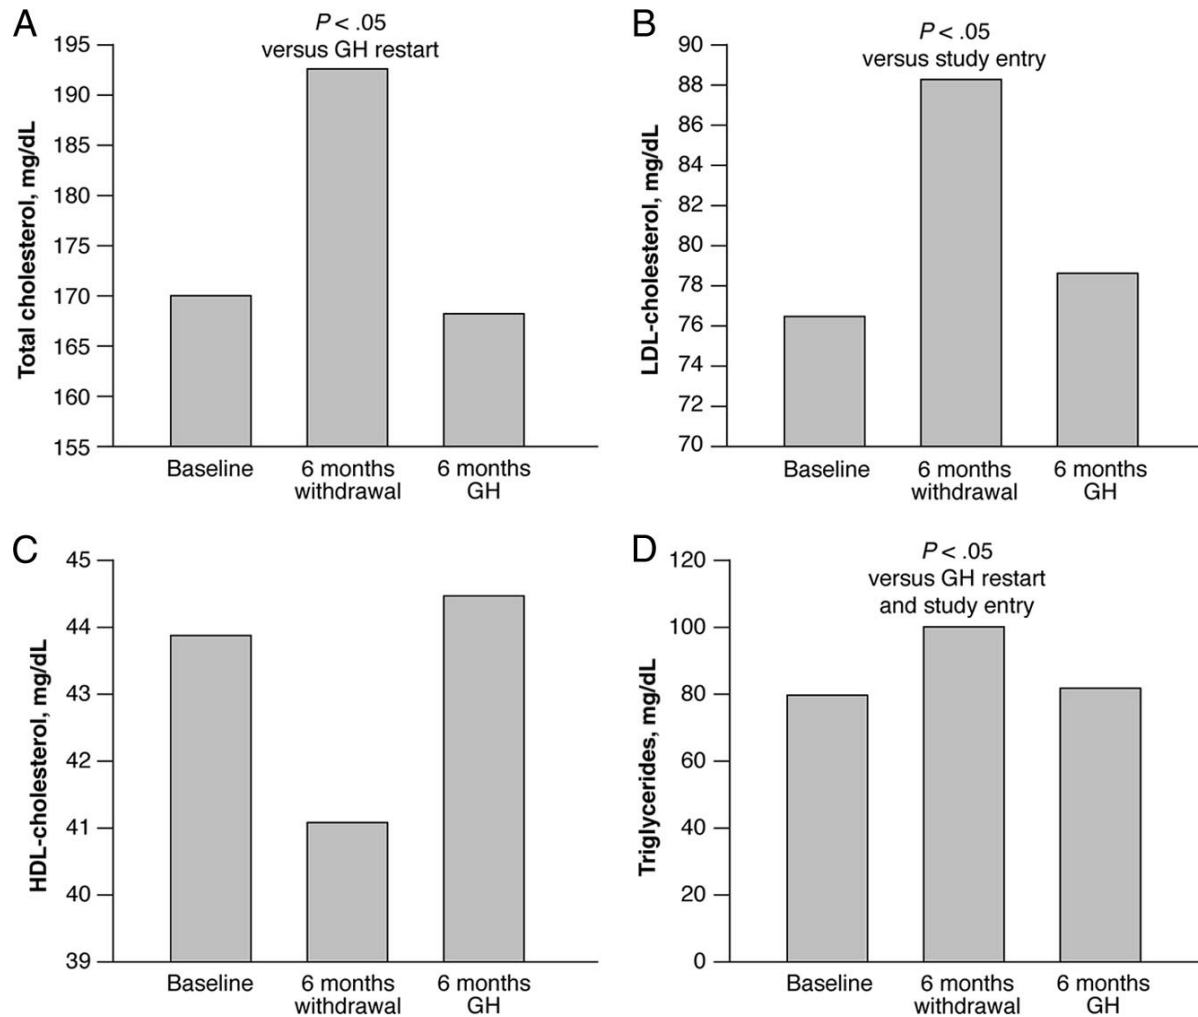 A
P < .05
versus GH restart
Total cholesterol, mg/dL
195
190
185
180
175
170
165
160
155
Baseline
6 months
withdrawal
6 months
GH
B
P < .05
versus study entry
LDL-cholesterol, mg/dL
90
88
86
84
82
80
78
76
74
72
70
Baseline
6 months
withdrawal
6 months
GH
C
HDL-cholesterol, mg/dL
45
44
43
42
41
40
39
Baseline
6 months
withdrawal
6 months
GH
D
P < .05
versus GH restart
and study entry
Triglycerides, mg/dL
120
100
80
60
40
20
0
Baseline
6 months
withdrawal
6 months
GH